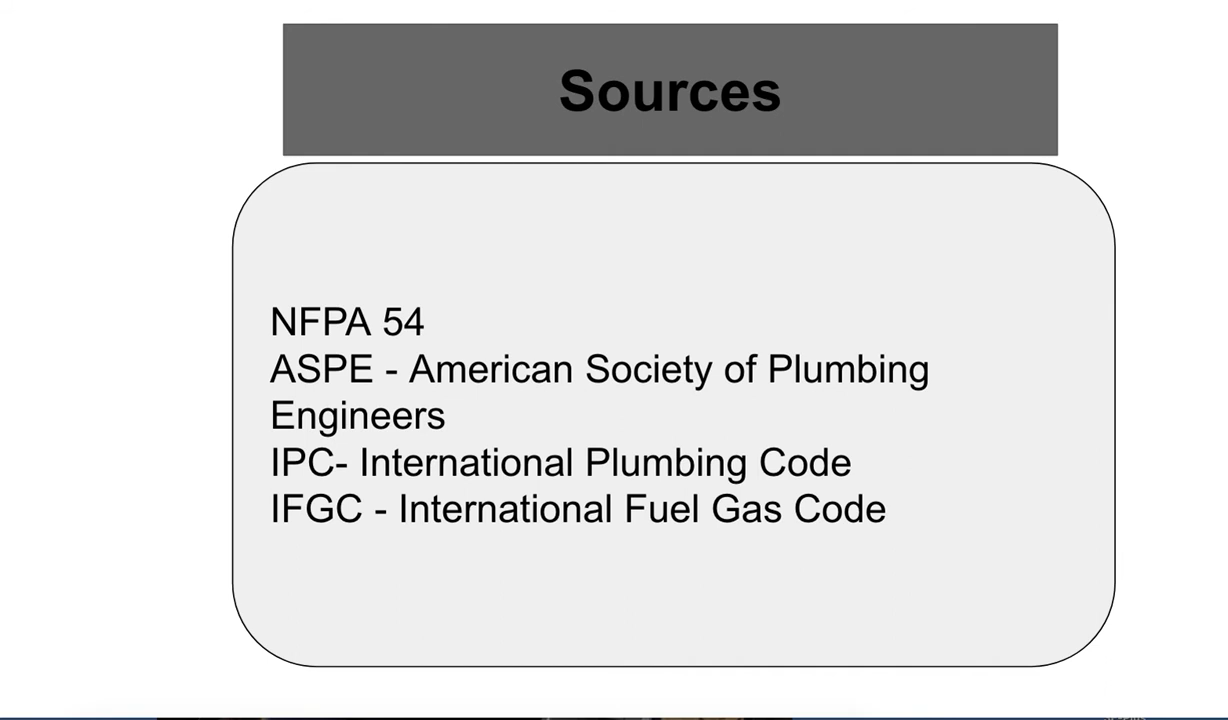 Sources
NFPA 54
ASPE - American Society of Plumbing
Engineers
IPC- International Plumbing Code
IFGC - International Fuel Gas Code